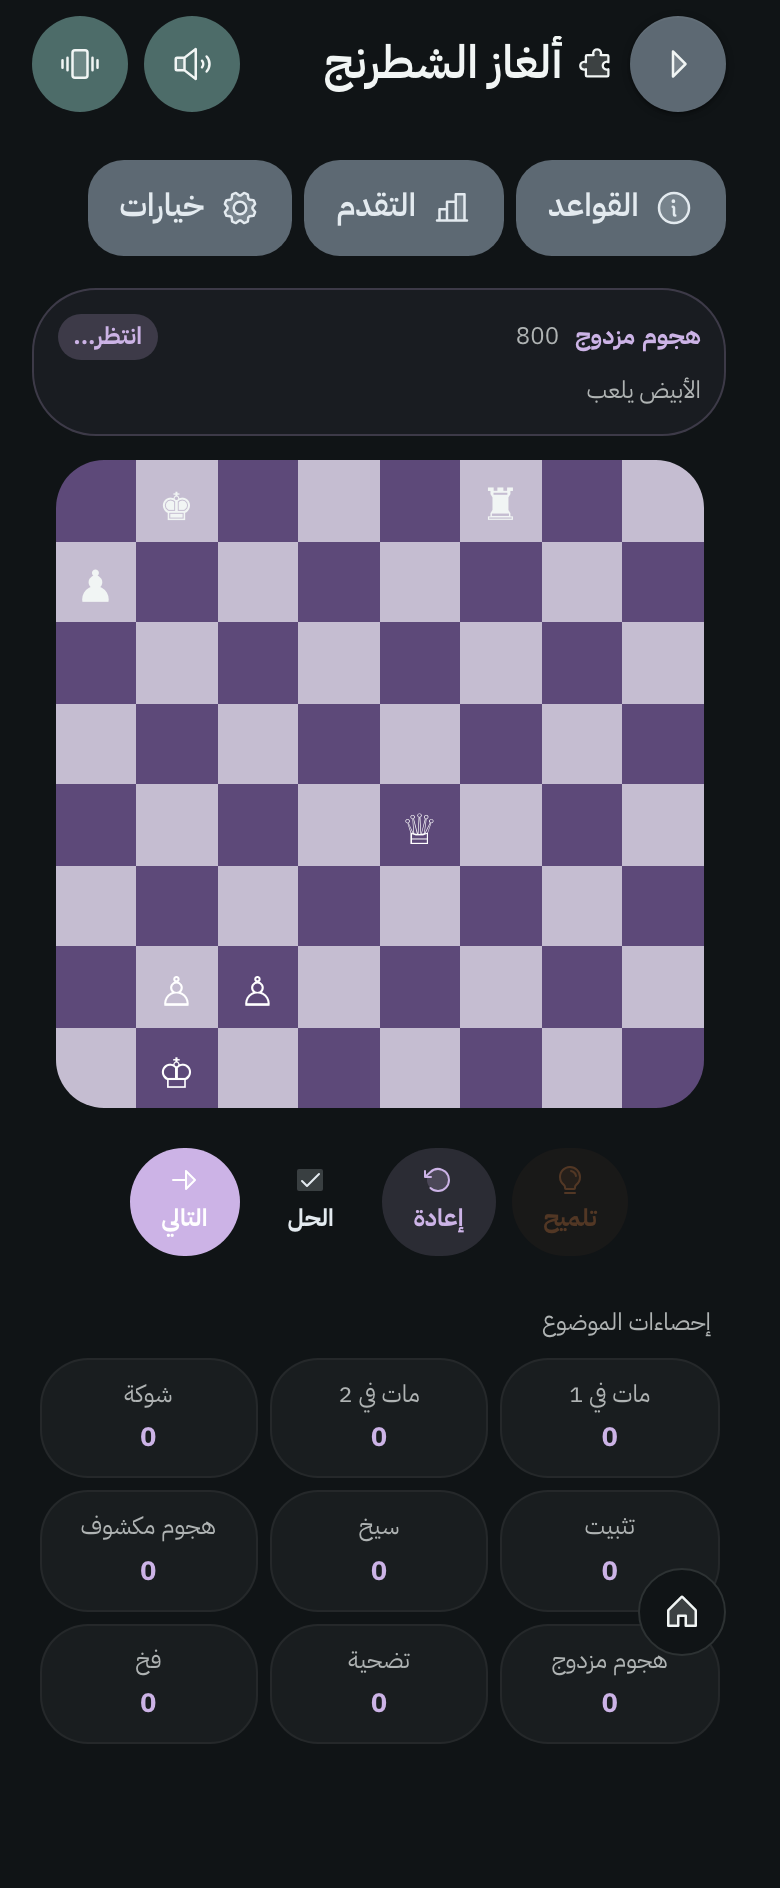 ألغاز الشطرنج
القواعد
التقدم
خيارات
هجوم مزدوج 800
انتظر...
الأبيض يلعب
تلميح
إعادة
الحل
التالي
إحصاءات الموضوع
مات في 1
0
مات في 2
0
شوكة
0
تثبيت
0
سيخ
0
هجوم مكشوف
0
هجوم مزدوج
0
تضحية
0
فخ
0